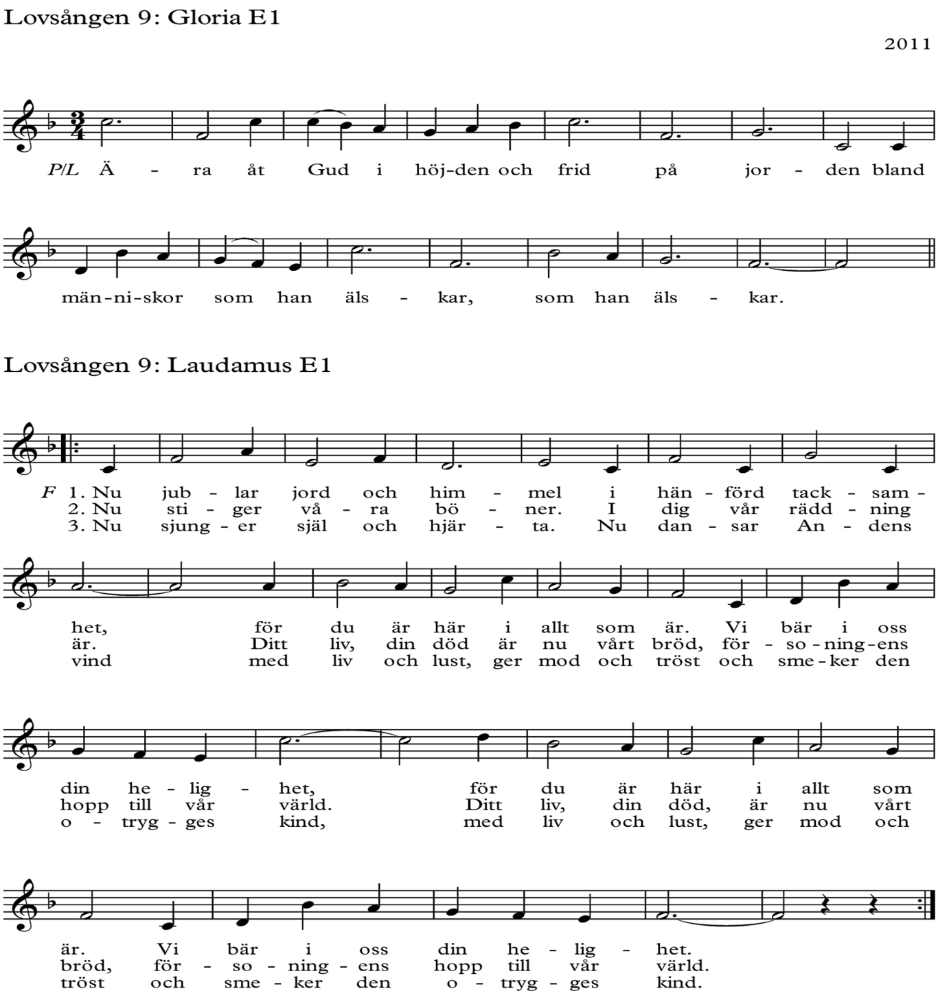 Lovsången 9: Gloria E1
2011
3
4
P/L Ä - ra åt Gud i höj-den och frid på jor - den bland
män-ni-skor som han äls - kar, som han äls - kar.
Lovsången 9: Laudamus E1
F 1. Nu jub - lar jord och him - mel i hän - förd tack - sam -
2. Nu sti - ger vå - ra bö - ner. I dig vår rädd - ning
3. Nu sjung - er själ och hjär - ta. Nu dan - sar An - dens
het, för du är här i allt som är. Vi bär i oss
är. Ditt liv, din död är nu vårt bröd, för - so - ning-ens
vind med liv och lust, ger mod och tröst och sme-ker den
din he - lig - het, för du är här i allt som
hopp till vår värld. Ditt liv, din död, är nu vårt
o - tryg - ges kind, med liv och lust, ger mod och
är. Vi bär i oss din he - lig - het.
bröd, för - so - ning - ens hopp till vår värld.
tröst och sme - ker den o - tryg - ges kind.